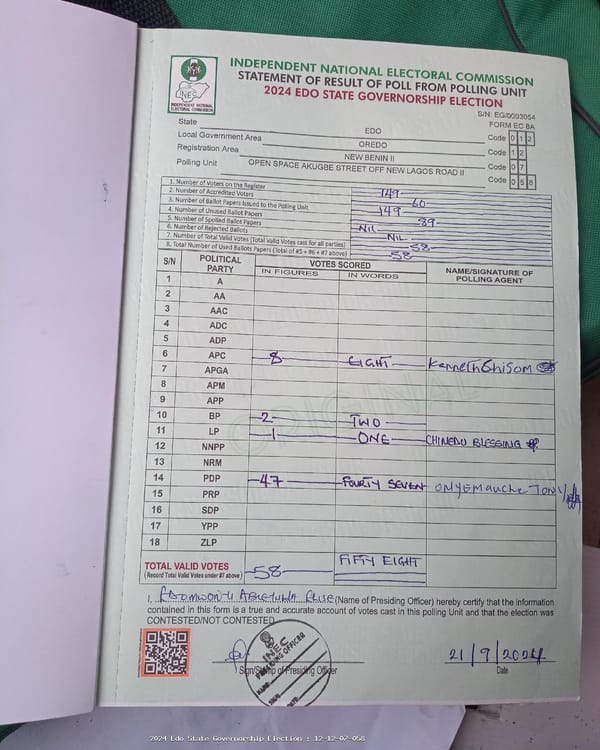 INDEPENDENT NATIONAL ELECTORAL COMMISSION
STATEMENT OF RESULT OF POLL FROM POLLING UNIT
2024 EDO STATE GOVERNORSHIP ELECTION
INEC
INDEPENDENT NATIONAL ELECTORAL COMMISSION
S/N: EG/0003054
FORM EC 8A
State EDO Code 0 1 2
Local Government Area OREDO Code 1 2
Registration Area NEW BENIN II Code 0 7
Polling Unit OPEN SPACE AKUGBE STREET OFF NEW LAGOS ROAD II Code 0 5 8
1. Number of Voters on the Register 149
2. Number of Accredited Voters 60
3. Number of Ballot Papers Issued to the Polling Unit 149
4. Number of Unused Ballot Papers 89
5. Number of Spoiled Ballot Papers NIL
6. Number of Rejected Ballots NIL
7. Number of Total Valid Votes (Total Valid Votes cast for all parties) 58
8. Total Number of Used Ballots Papers (Total of #5 + #6 + #7 above) 58
S/N POLITICAL PARTY VOTES SCORED NAME/SIGNATURE OF POLLING AGENT
IN FIGURES IN WORDS
1 A
2 AA
3 AAC
4 ADC
5 ADP
6 APC 8 EIGHT Kenneth Ghisom
7 APGA
8 APM
9 APP
10 BP 2 TWO
11 LP 1 ONE CHINEDU BLESSING
12 NNPP
13 NRM
14 PDP 47 FOURTY SEVEN
15 PRP
16 SDP
17 YPP
18 ZLP
ORIGINAL
TOTAL VALID VOTES 58 FIFTY EIGHT
(Record Total Valid Votes under #7 above)
I, (Name of Presiding Officer) hereby certify that the information
contained in this form is a true and accurate account of votes cast in this polling Unit and that the election was
CONTESTED/NOT CONTESTED.
INEC
PRESIDING OFFICER
Sign/Stamp of Presiding Officer
21/9/2024
Date
2024 Edo State Governorship Election : 12-12-07-058